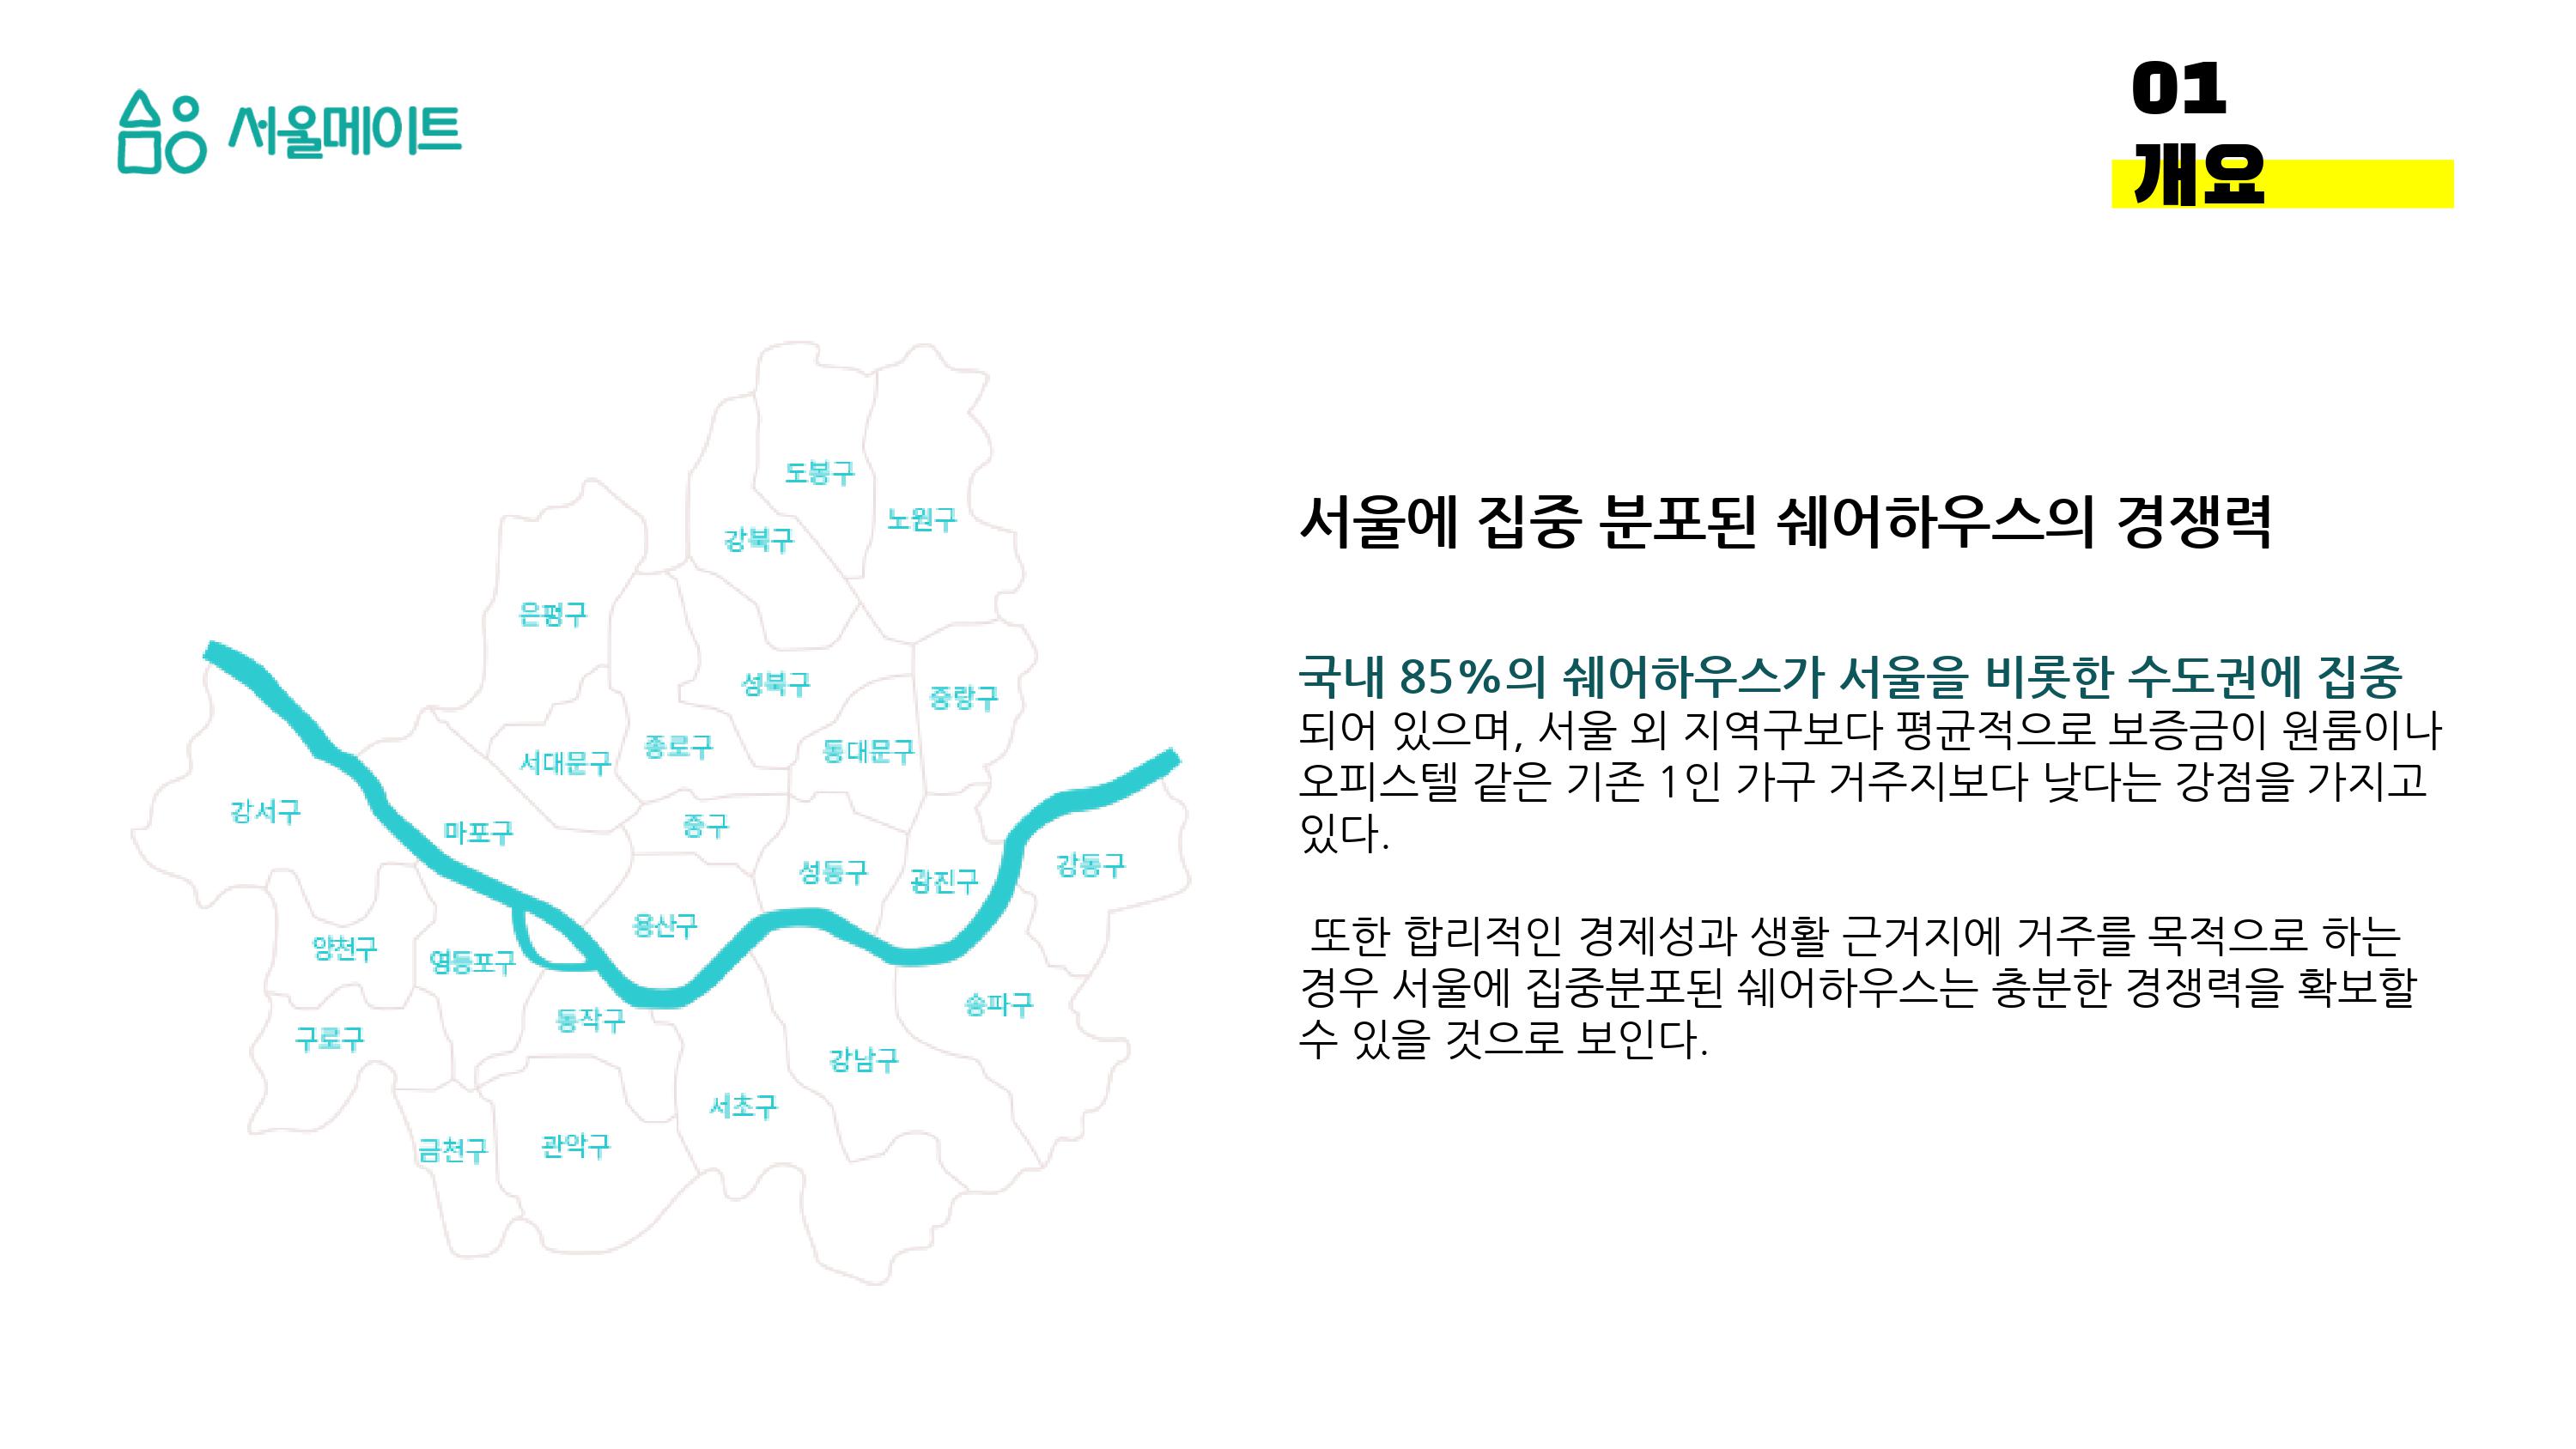 서울메이트
01
개요
도봉구
노원구
강북구
은평구
성북구
중랑구
종로구
동대문구
서대문구
강서구
마포구
중구
성동구
광진구
강동구
용산구
양천구
영등포구
송파구
동작구
구로구
강남구
서초구
금천구
관악구
서울에 집중 분포된 쉐어하우스의 경쟁력
국내 85%의 쉐어하우스가 서울을 비롯한 수도권에 집중
되어 있으며, 서울 외 지역구보다 평균적으로 보증금이 원룸이나
오피스텔 같은 기존 1인 가구 거주지보다 낮다는 강점을 가지고
있다.
또한 합리적인 경제성과 생활 근거지에 거주를 목적으로 하는
경우 서울에 집중분포된 쉐어하우스는 충분한 경쟁력을 확보할
수 있을 것으로 보인다.